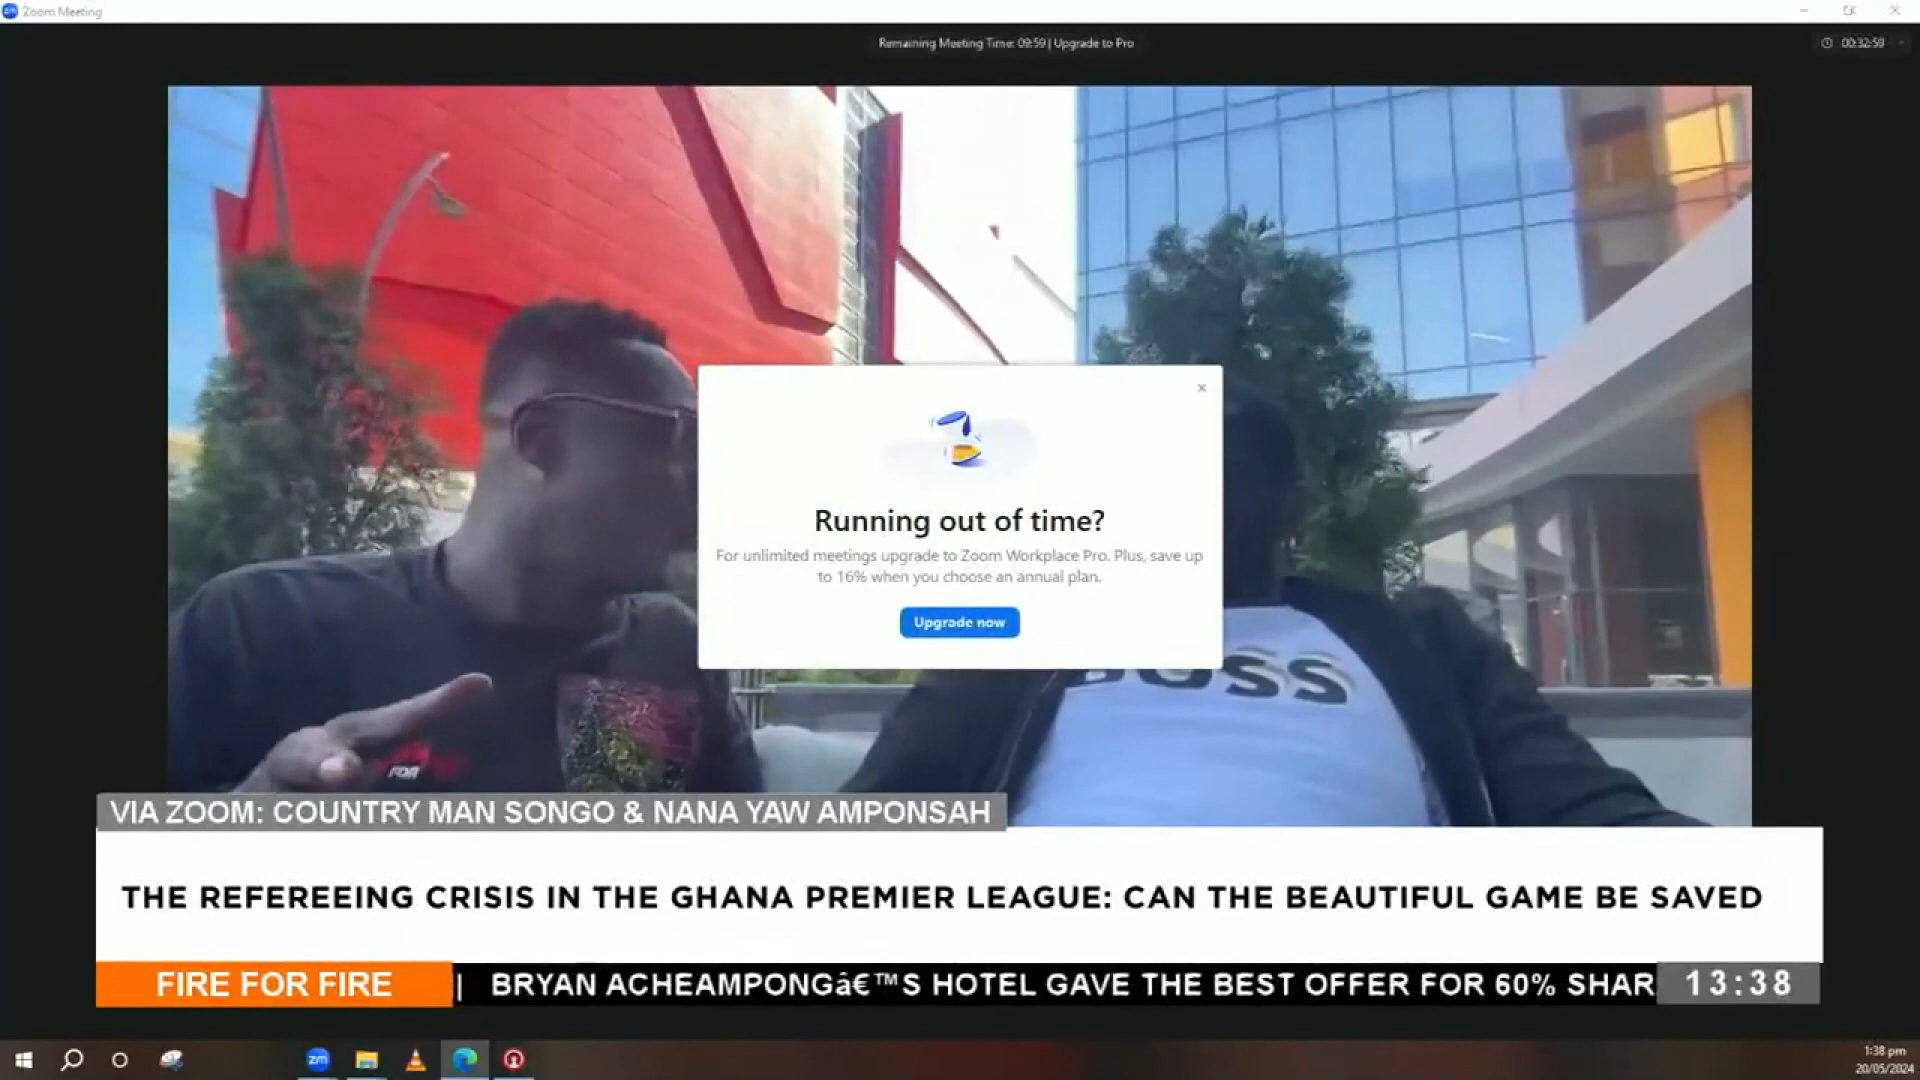 Zoom Meeting
Remaining Meeting Time: 09:59 | Upgrade to Pro
00:32:59
Running out of time?
For unlimited meetings upgrade to Zoom Workplace Pro. Plus, save up
to 16% when you choose an annual plan.
Upgrade now
BOSS
FOR
VIA ZOOM: COUNTRY MAN SONGO & NANA YAW AMPONSAH
THE REFEREEING CRISIS IN THE GHANA PREMIER LEAGUE: CAN THE BEAUTIFUL GAME BE SAVED
FIRE FOR FIRE
| BRYAN ACHEAMPONGâ€™S HOTEL GAVE THE BEST OFFER FOR 60% SHAR
13:38
zm
1:38 pm
20/05/2024